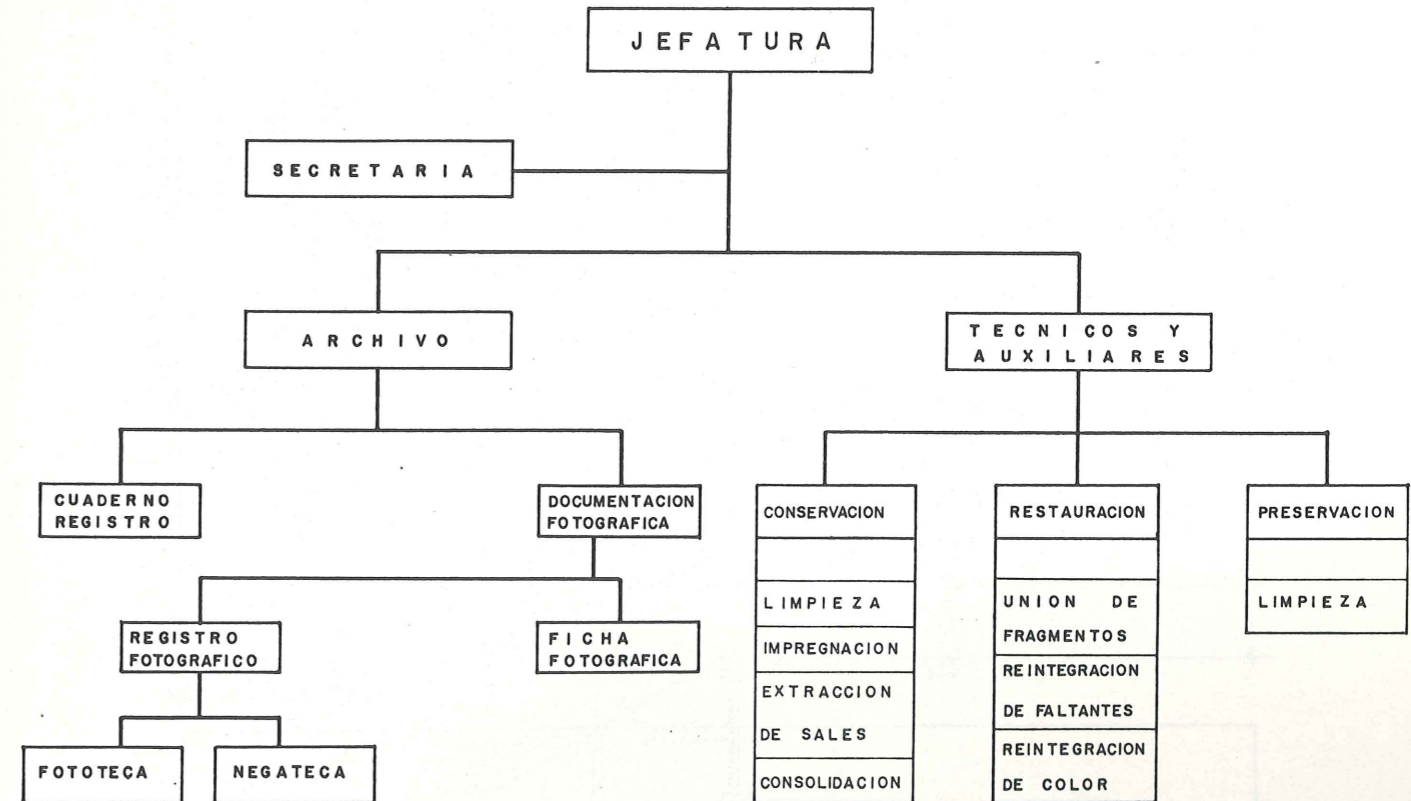 JEFATURA
SECRETARIA
ARCHIVO
TECNICOS Y
AUXILIARES
CUADERNO
REGISTRO
DOCUMENTACION
FOTOGRAFICA
REGISTRO
FOTOGRAFICO
FICHA
FOTOGRAFICA
FOTOTECA
NEGATECA
CONSERVACION
LIMPIEZA
IMPREGNACION
EXTRACCION
DE SALES
CONSOLIDACION
RESTAURACION
UNION DE
FRAGMENTOS
REINTEGRACION
DE FALTANTES
REINTEGRACION
DE COLOR
PRESERVACION
LIMPIEZA